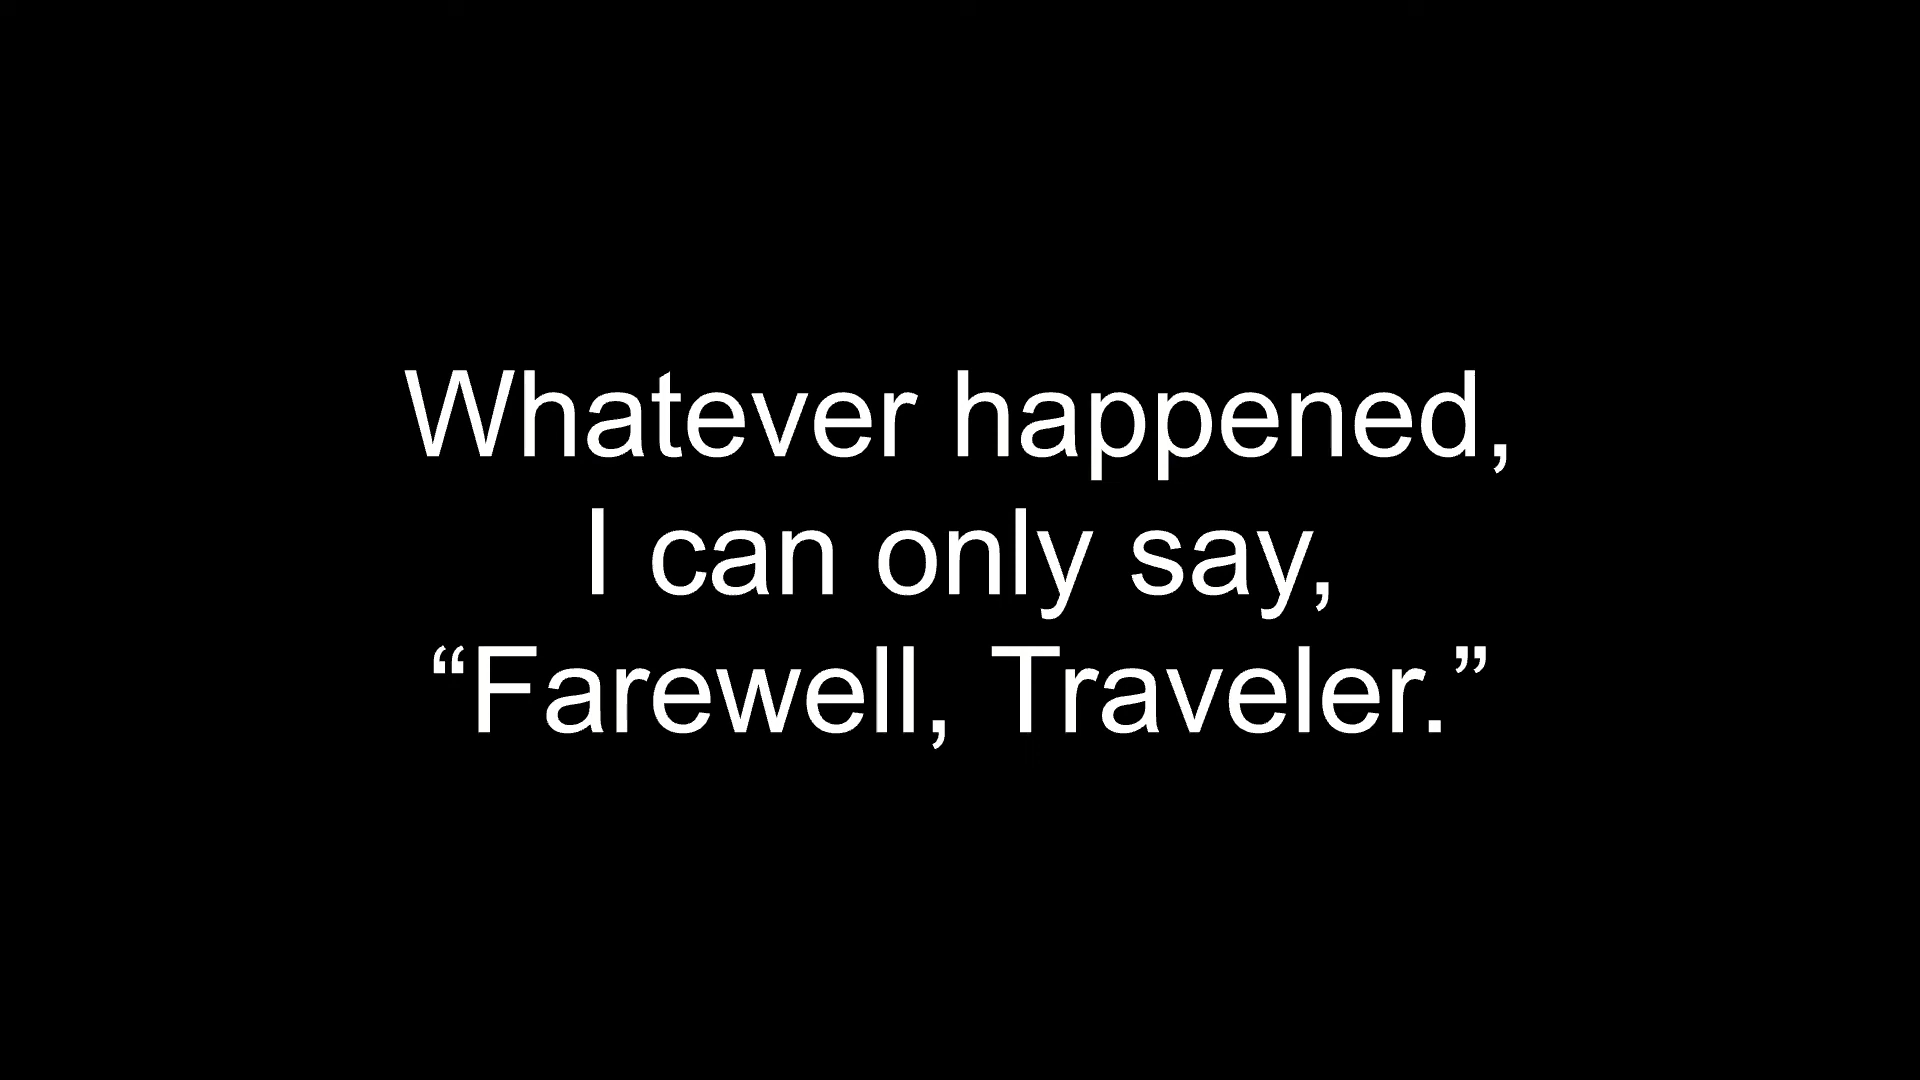 Whatever happened,
I can only say,
“Farewell, Traveler.”